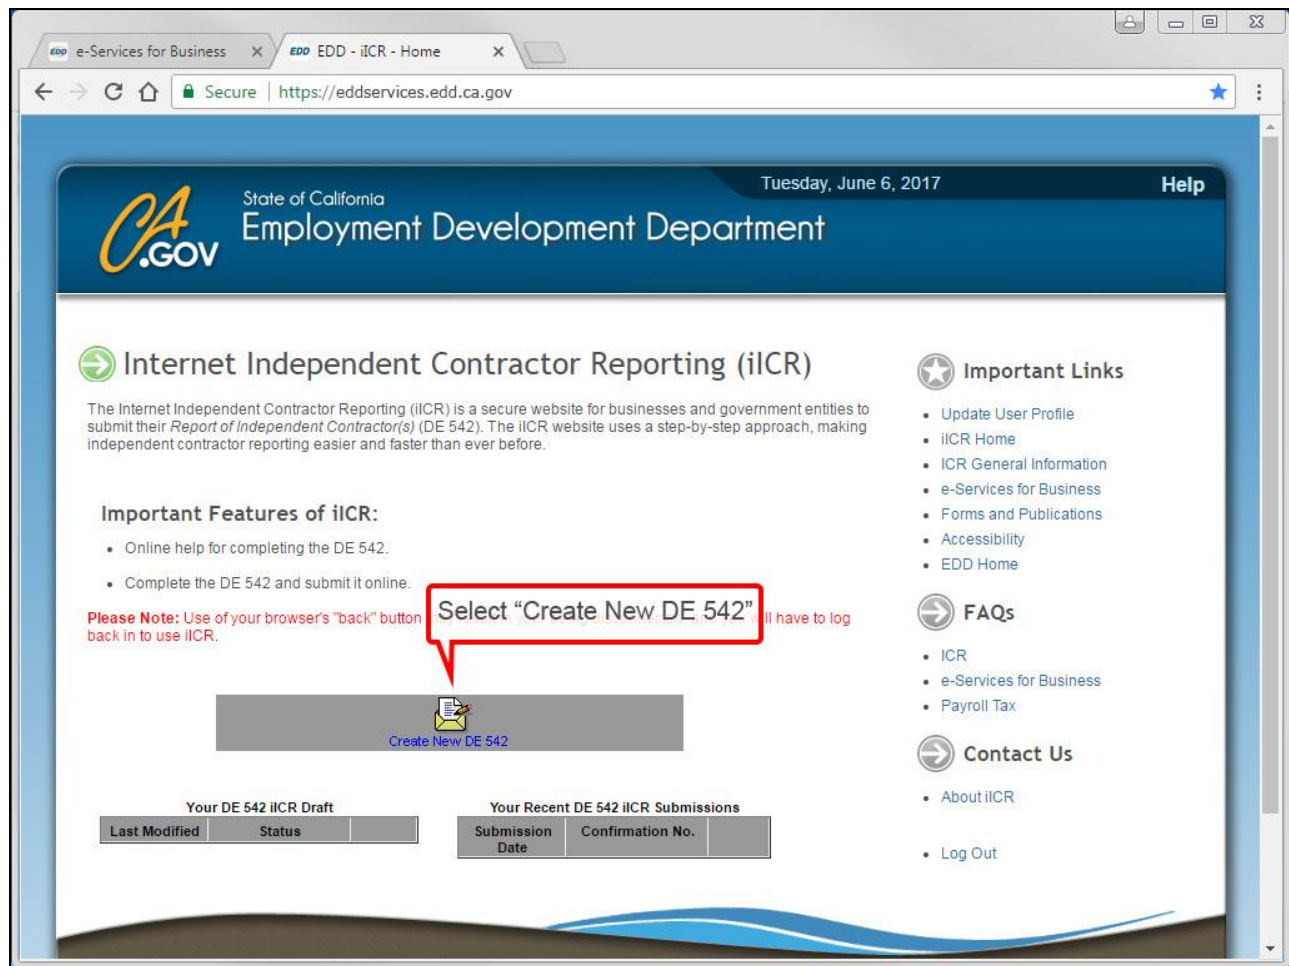 e-Services for Business
EDD EDD - iICR - Home
Secure | https://eddservices.edd.ca.gov
Tuesday, June 6, 2017
Help
CA.GOV
State of California
Employment Development Department
Internet Independent Contractor Reporting (iICR)
The Internet Independent Contractor Reporting (iICR) is a secure website for businesses and government entities to
submit their Report of Independent Contractor(s) (DE 542). The iICR website uses a step-by-step approach, making
independent contractor reporting easier and faster than ever before.
Important Features of iICR:
• Online help for completing the DE 542.
• Complete the DE 542 and submit it online.
Please Note: Use of your browser's "back" button
will have to log
back in to use iICR.
Select “Create New DE 542”
Create New DE 542
Your DE 542 iICR Draft
Last Modified Status
Your Recent DE 542 iICR Submissions
Submission Date Confirmation No.
Important Links
• Update User Profile
• iICR Home
• ICR General Information
• e-Services for Business
• Forms and Publications
• Accessibility
• EDD Home
FAQs
• ICR
• e-Services for Business
• Payroll Tax
Contact Us
• About iICR
• Log Out